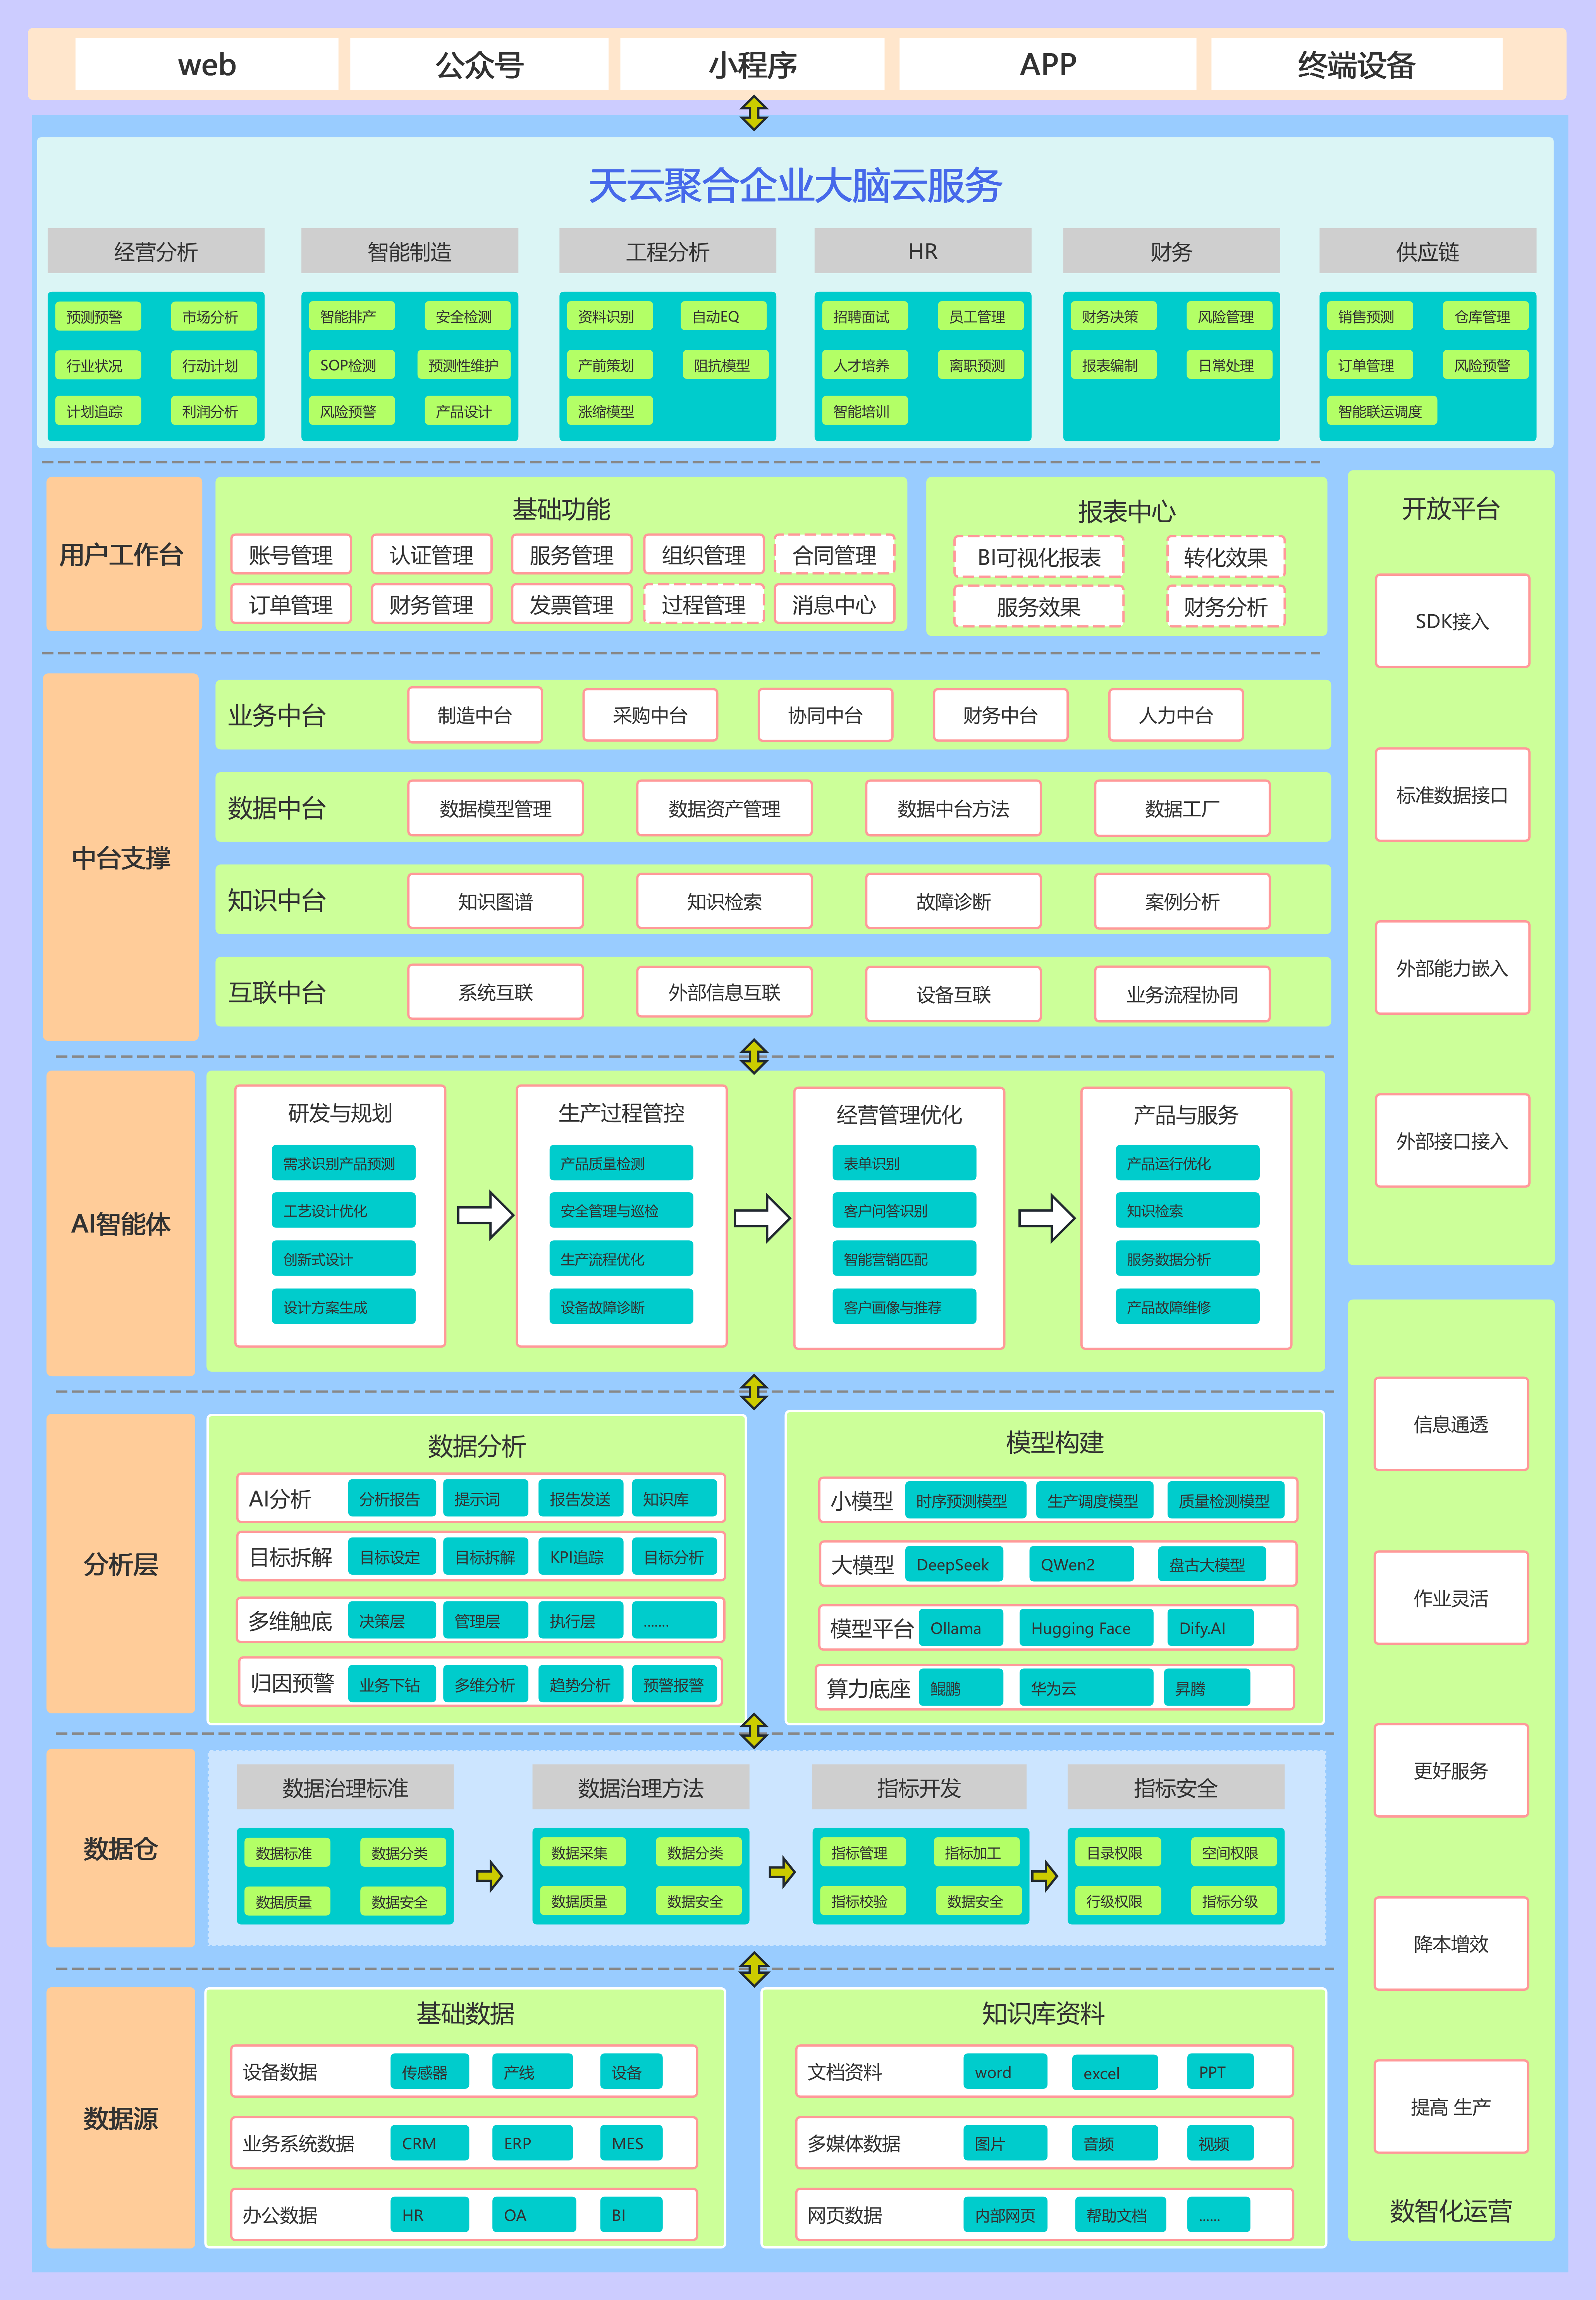 web 公众号 小程序 APP 终端设备
天云聚合企业大脑云服务
经营分析 智能制造 工程分析 HR 财务 供应链
预测预警 市场分析 智能排产 安全检测 资料识别 自动EQ 招聘面试 员工管理 财务决策 风险管理 销售预测 仓库管理
行业状况 行动计划 SOP检测 预测性维护 产前策划 阻抗模型 人才培养 离职预测 报表编制 日常处理 订单管理 风险预警
计划追踪 利润分析 风险预警 产品设计 涨缩模型 智能培训 智能联运调度
用户工作台
基础功能
账号管理 认证管理 服务管理 组织管理 合同管理
订单管理 财务管理 发票管理 过程管理 消息中心
报表中心
BI可视化报表 转化效果
服务效果 财务分析
开放平台
SDK接入
标准数据接口
外部能力嵌入
外部接口接入
中台支撑
业务中台 制造中台 采购中台 协同中台 财务中台 人力中台
数据中台 数据模型管理 数据资产管理 数据中台方法 数据工厂
知识中台 知识图谱 知识检索 故障诊断 案例分析
互联中台 系统互联 外部信息互联 设备互联 业务流程协同
AI智能体
研发与规划 生产过程管控 经营管理优化 产品与服务
需求识别产品预测 产品质量检测 表单识别 产品运行优化
工艺设计优化 安全管理与巡检 客户问答识别 知识检索
创新式设计 生产流程优化 智能营销匹配 服务数据分析
设计方案生成 设备故障诊断 客户画像与推荐 产品故障维修
分析层
数据分析
AI分析 分析报告 提示词 报告发送 知识库
目标拆解 目标设定 目标拆解 KPI追踪 目标分析
多维触底 决策层 管理层 执行层 .......
归因预警 业务下钻 多维分析 趋势分析 预警报警
模型构建
小模型 时序预测模型 生产调度模型 质量检测模型
大模型 DeepSeek QWen2 盘古大模型
模型平台 Ollama Hugging Face Dify.AI
算力底座 鲲鹏 华为云 昇腾
数据仓
数据治理标准 数据治理方法 指标开发 指标安全
数据标准 数据分类 数据采集 数据分类 指标管理 指标加工 目录权限 空间权限
数据质量 数据安全 数据质量 数据安全 指标校验 数据安全 行级权限 指标分级
数据源
基础数据
设备数据 传感器 产线 设备
业务系统数据 CRM ERP MES
办公数据 HR OA BI
知识库资料
文档资料 word excel PPT
多媒体数据 图片 音频 视频
网页数据 内部网页 帮助文档 ......
信息通透
作业灵活
更好服务
降本增效
提高 生产
数智化运营